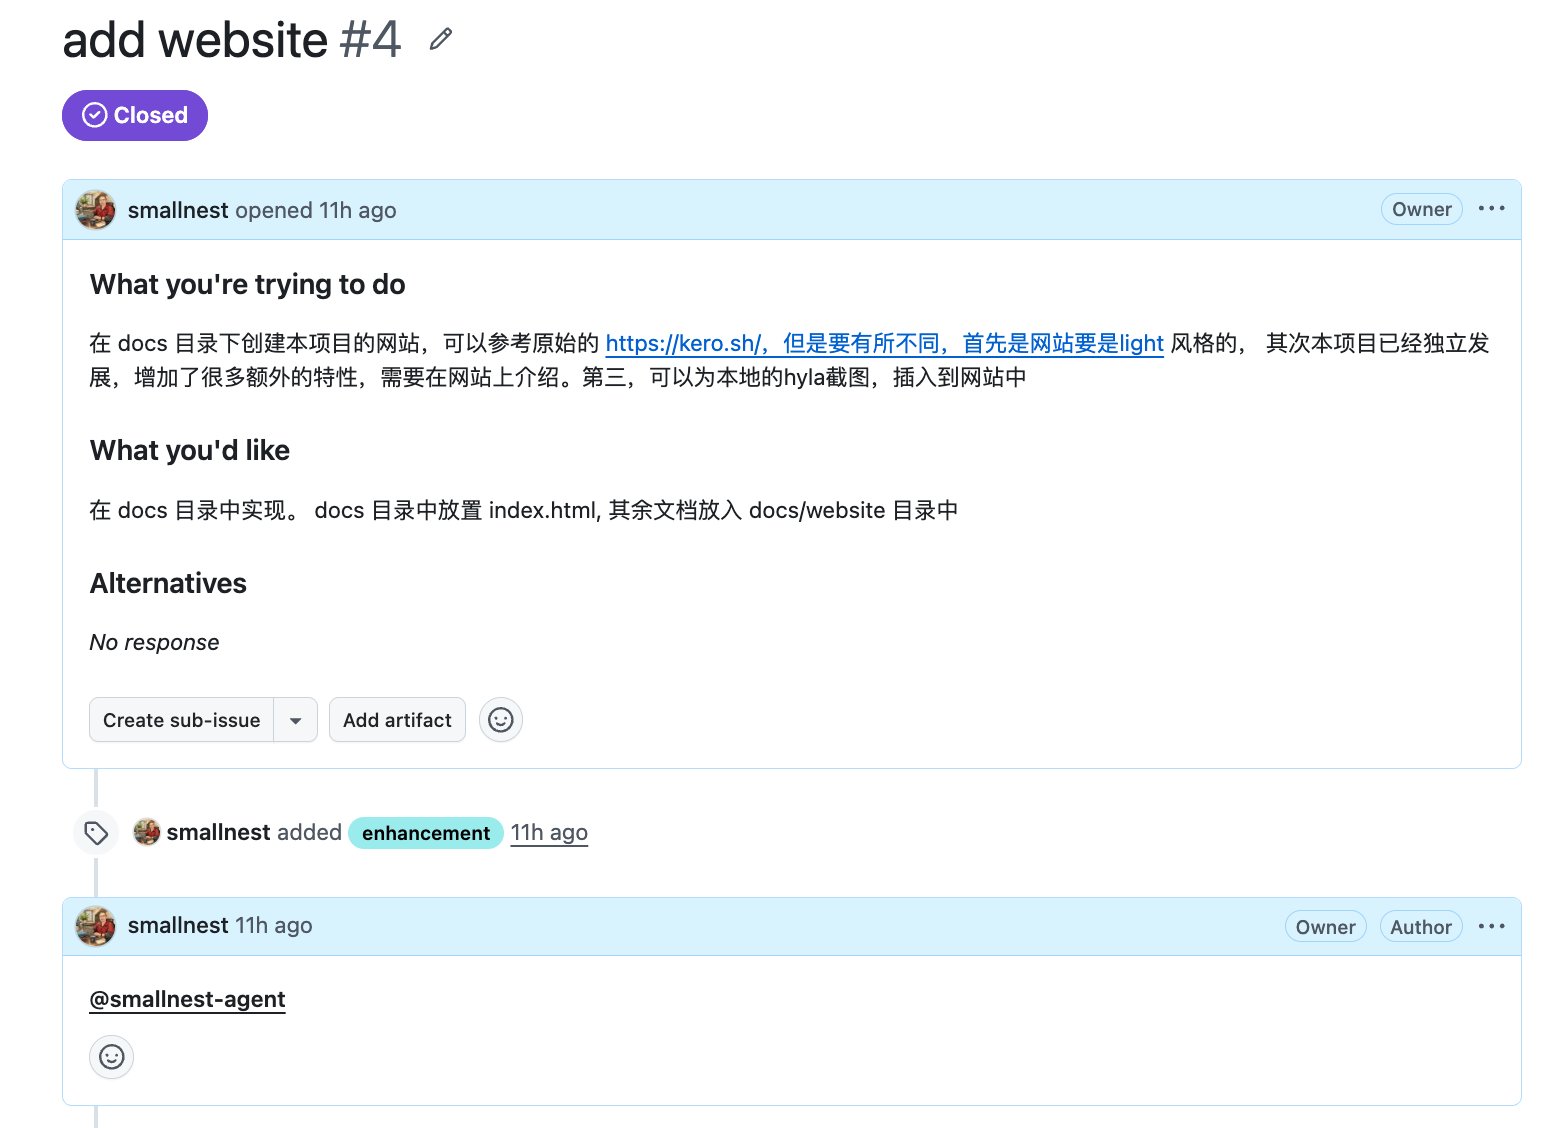 add website #4
Closed
smallnest opened 11h ago
Owner
What you're trying to do
在 docs 目录下创建本项目的网站，可以参考原始的 https://kero.sh/，但是要有所不同，首先是网站要是light 风格的， 其次本项目已经独立发
展，增加了很多额外的特性，需要在网站上介绍。第三，可以为本地的hyla截图，插入到网站中
What you'd like
在 docs 目录中实现。 docs 目录中放置 index.html, 其余文档放入 docs/website 目录中
Alternatives
No response
Create sub-issue
Add artifact
smallnest added enhancement 11h ago
smallnest 11h ago
Owner
Author
@smallnest-agent